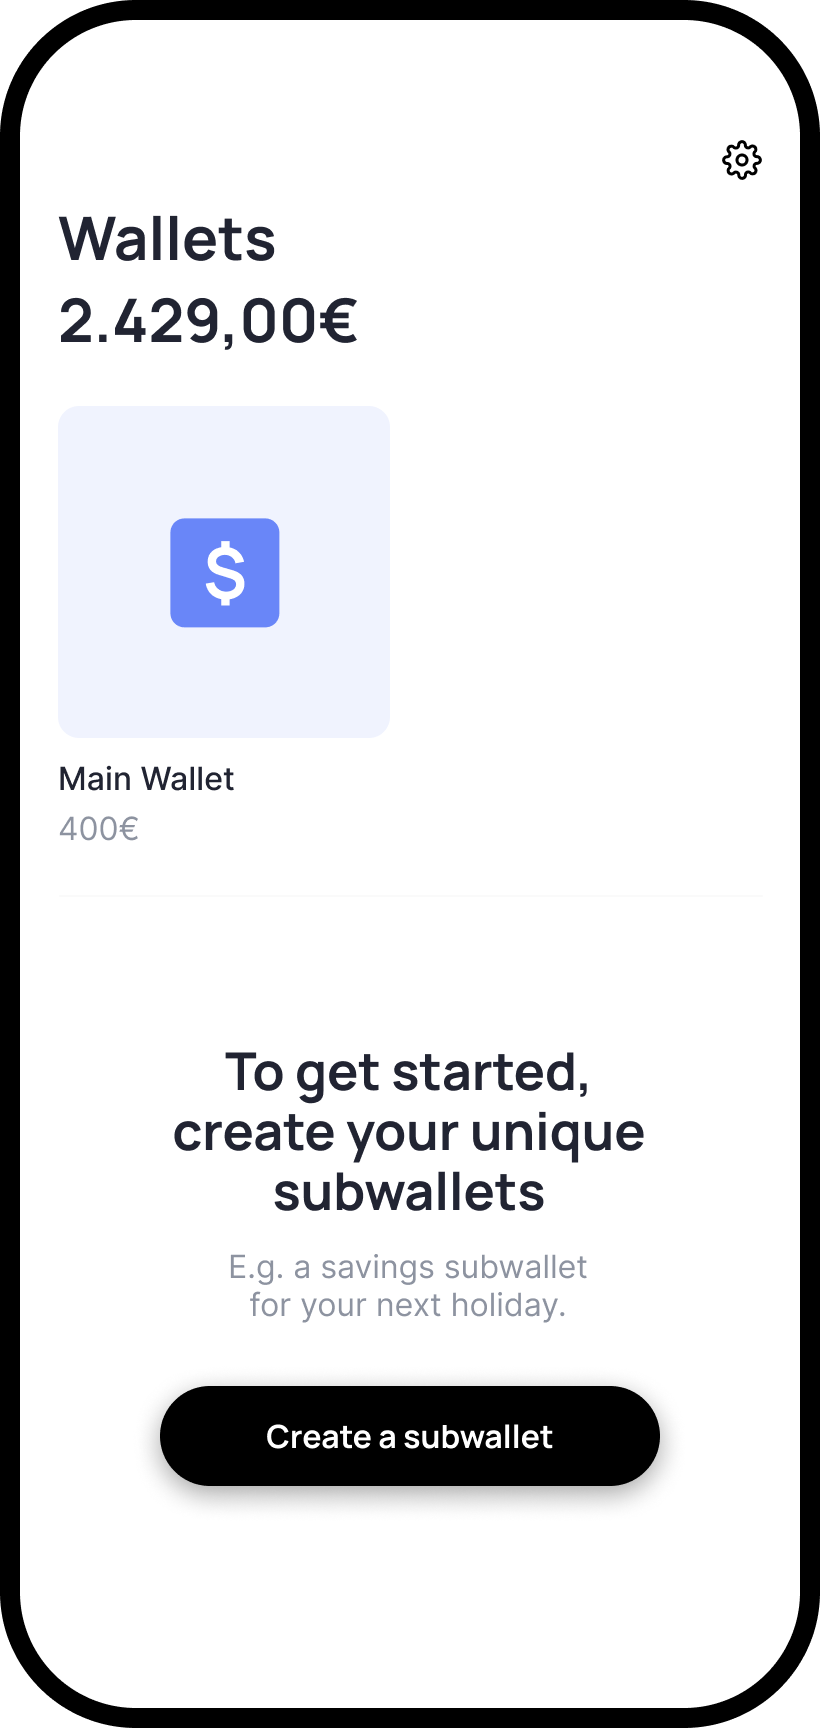 Wallets
2.429,00€
$
Main Wallet
400€
To get started,
create your unique
subwallets
E.g. a savings subwallet
for your next holiday.
Create a subwallet